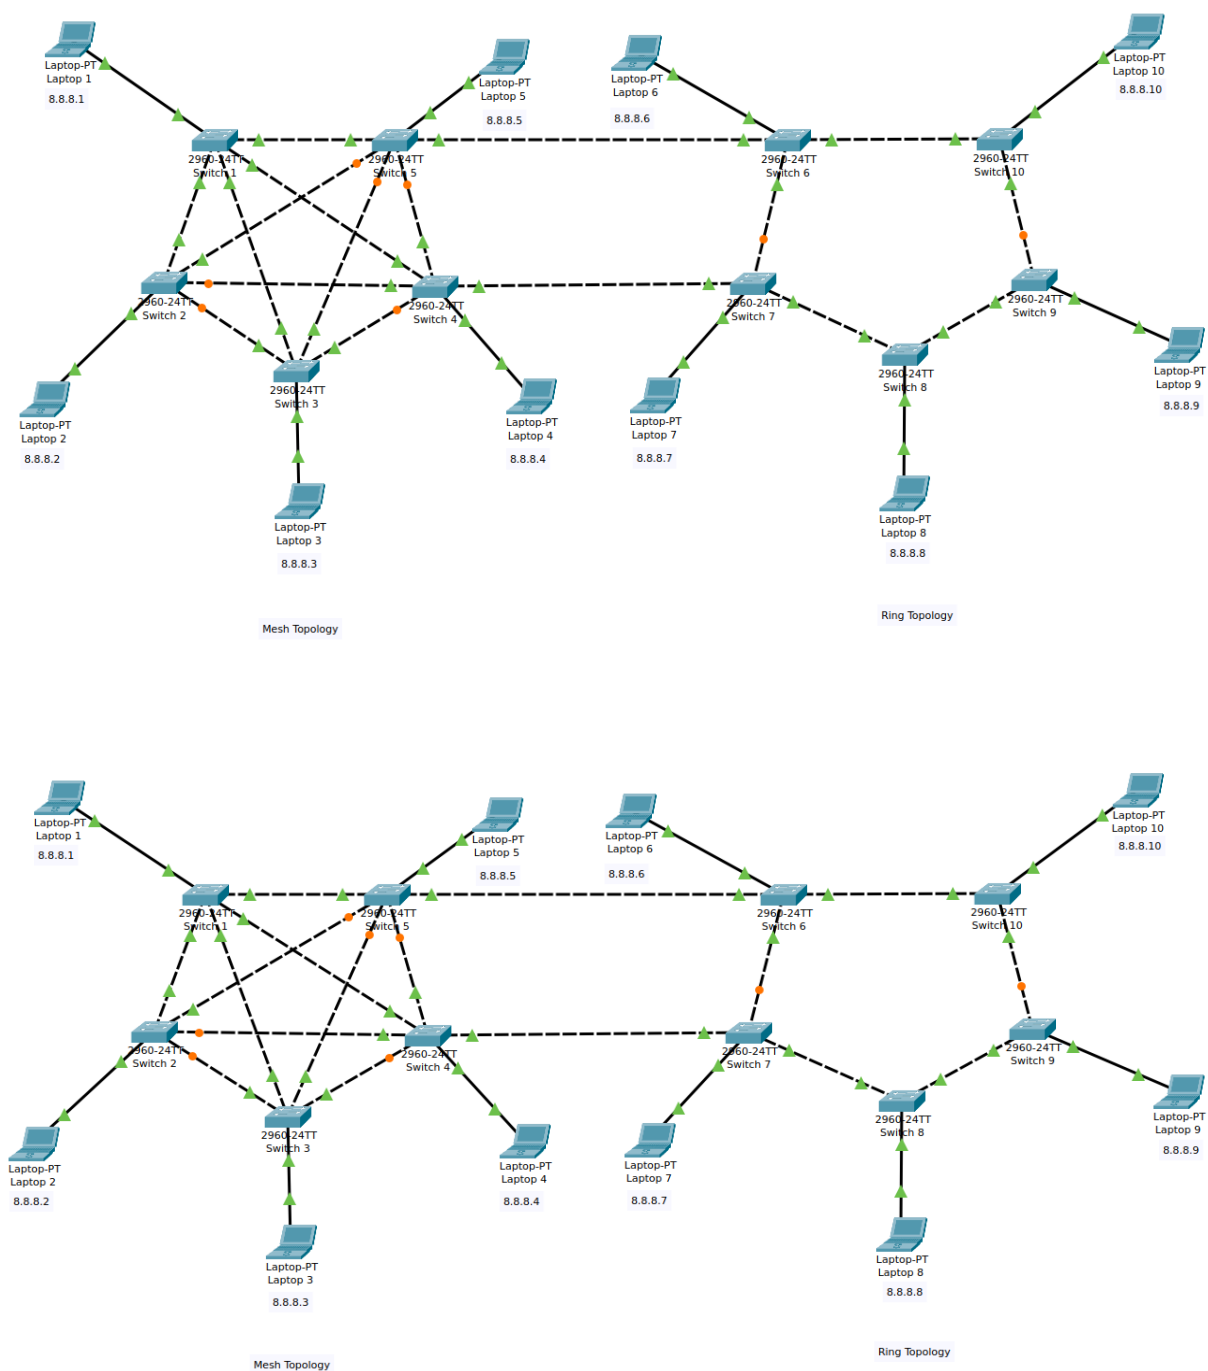 Laptop-PT
Laptop 1
8.8.8.1
Laptop-PT
Laptop 5
8.8.8.5
Laptop-PT
Laptop 6
8.8.8.6
Laptop-PT
Laptop 10
8.8.8.10
2960-24TT
Switch 1
2960-24TT
Switch 5
2960-24TT
Switch 6
2960-24TT
Switch 10
2960-24TT
Switch 2
2960-24TT
Switch 4
2960-24TT
Switch 7
2960-24TT
Switch 9
2960-24TT
Switch 3
2960-24TT
Switch 8
Laptop-PT
Laptop 2
8.8.8.2
Laptop-PT
Laptop 4
8.8.8.4
Laptop-PT
Laptop 7
8.8.8.7
Laptop-PT
Laptop 9
8.8.8.9
Laptop-PT
Laptop 3
8.8.8.3
Laptop-PT
Laptop 8
8.8.8.8
Mesh Topology
Ring Topology
Laptop-PT
Laptop 1
8.8.8.1
Laptop-PT
Laptop 5
8.8.8.5
Laptop-PT
Laptop 6
8.8.8.6
Laptop-PT
Laptop 10
8.8.8.10
2960-24TT
Switch 1
2960-24TT
Switch 5
2960-24TT
Switch 6
2960-24TT
Switch 10
2960-24TT
Switch 2
2960-24TT
Switch 4
2960-24TT
Switch 7
2960-24TT
Switch 9
2960-24TT
Switch 3
2960-24TT
Switch 8
Laptop-PT
Laptop 2
8.8.8.2
Laptop-PT
Laptop 4
8.8.8.4
Laptop-PT
Laptop 7
8.8.8.7
Laptop-PT
Laptop 9
8.8.8.9
Laptop-PT
Laptop 3
8.8.8.3
Laptop-PT
Laptop 8
8.8.8.8
Mesh Topology
Ring Topology